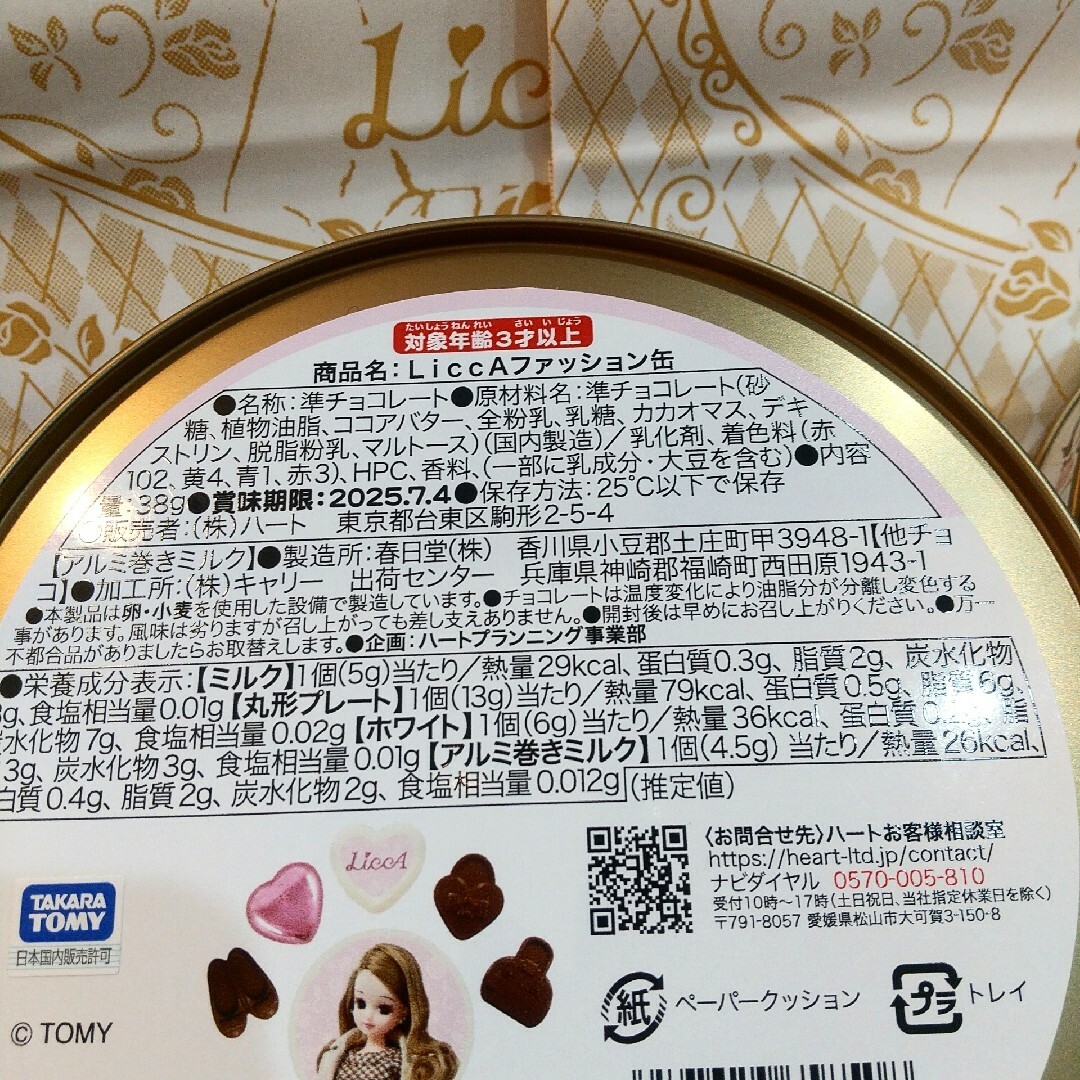 Licc
たいしょうねんれい さいいじょう
対象年齢3才以上
商品名:LiccAファッション缶
●名称:準チョコレート●原材料名:準チョコレート(砂
糖、植物油脂、ココアバター、全粉乳、乳糖、カカオマス、デキ
ストリン、脱脂粉乳、マルトース)(国内製造)/乳化剤、着色料(赤
102、黄4、青1、赤3)、HPC、香料、(一部に乳成分・大豆を含む)●内容
量:38g●賞味期限:2025.7.4●保存方法:25℃以下で保存
●販売者:(株)ハート 東京都台東区駒形2-5-4
【アルミ巻きミルク】●製造所:春日堂(株) 香川県小豆郡土庄町甲3948-1【他チョ
コ】●加工所:(株)キャリー 出荷センター 兵庫県神崎郡福崎町西田原1943-1
●本製品は卵・小麦を使用した設備で製造しています。●チョコレートは温度変化により油脂分が分離し変色する
事があります。風味は劣りますが召し上がっても差し支えありません。●開封後は早めにお召し上がりください。●万一
不都合品がありましたらお取替えします。●企画:ハートプランニング事業部
●栄養成分表示:【ミルク】1個(5g)当たり/熱量29kcal、蛋白質0.3g、脂質2g、炭水化物
g、食塩相当量0.01g【丸形プレート】1個(13g)当たり/熱量79kcal、蛋白質0.5g、脂質6g、
炭水化物7g、食塩相当量0.02g【ホワイト】1個(6g)当たり/熱量36kcal、蛋白質 脂
3g、炭水化物3g、食塩相当量0.01g【アルミ巻きミルク】1個(4.5g)当たり/熱量26kcal、
白質0.4g、脂質2g、炭水化物2g、食塩相当量0.012g(推定値)
LiccA
〈お問合せ先〉ハートお客様相談室
https://heart-ltd.jp/contact/
ナビダイヤル 0570-005-810
受付10時~17時(土日祝日、当社指定休業日を除く)
〒791-8057 愛媛県松山市大可賀3-150-8
TAKARA
TOMY
日本国内販売許可
紙 ペーパークッション
プラ トレイ
© TOMY